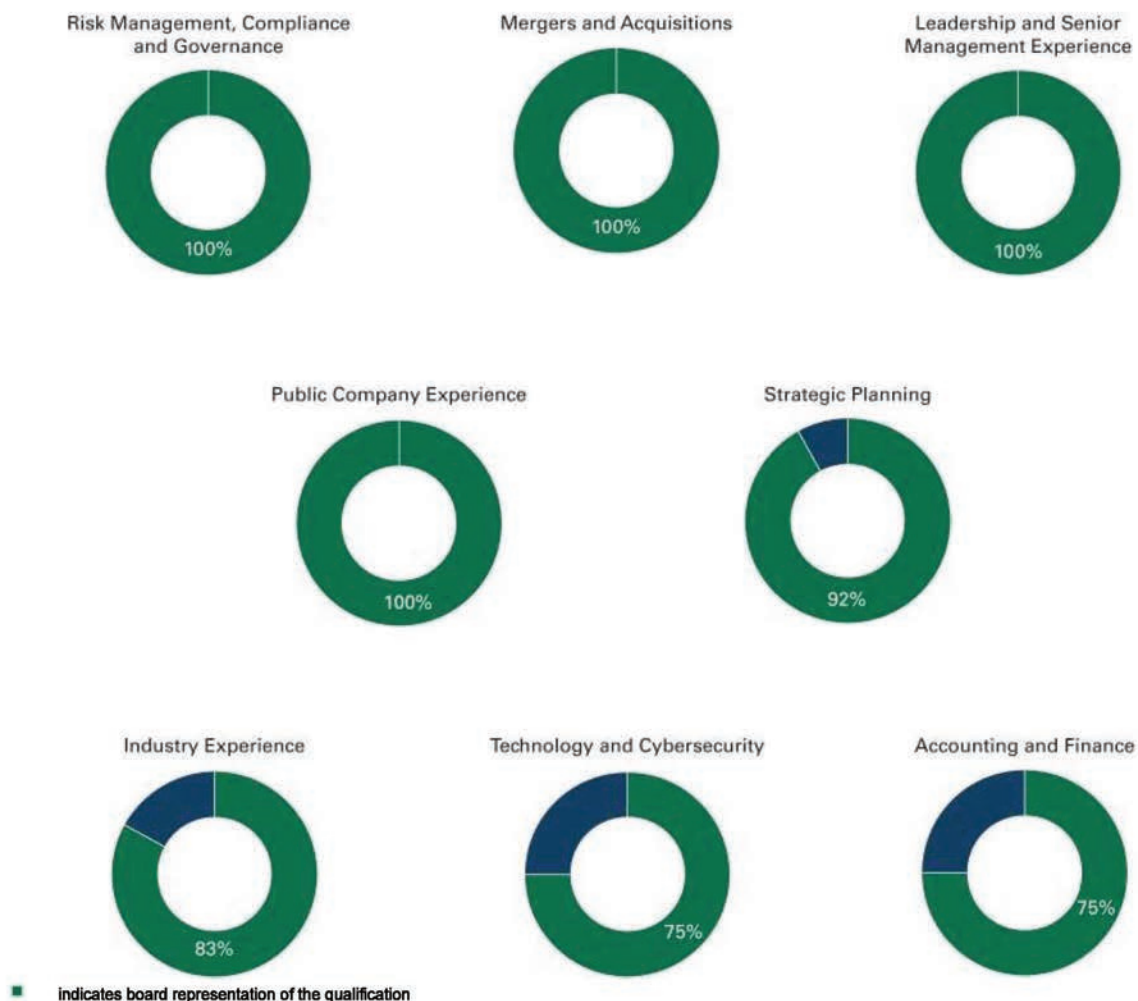 Risk Management, Compliance
and Governance
100%
Mergers and Acquisitions
100%
Leadership and Senior
Management Experience
100%
Public Company Experience
100%
Strategic Planning
92%
Industry Experience
83%
Technology and Cybersecurity
75%
Accounting and Finance
75%
indicates board representation of the qualification